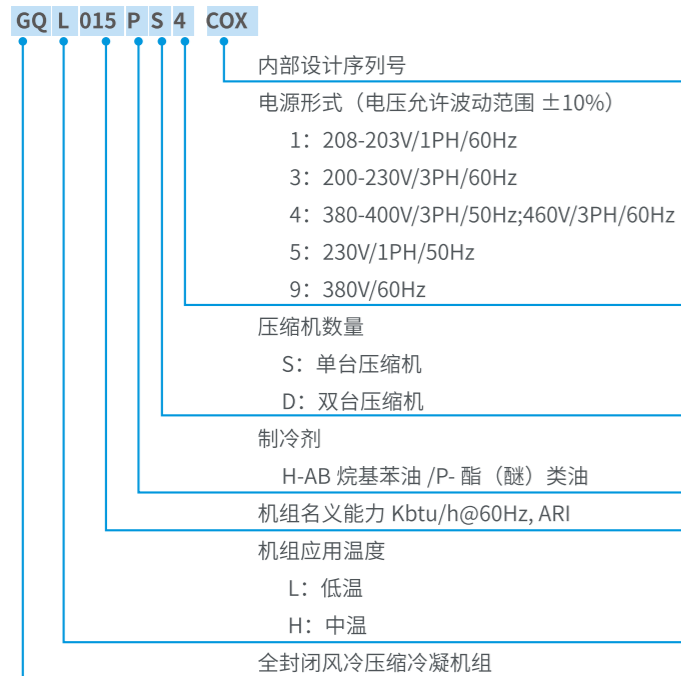 GQ L 015 P S 4 COX
内部设计序列号
电源形式（电压允许波动范围 ±10%）
1：208-203V/1PH/60Hz
3：200-230V/3PH/60Hz
4：380-400V/3PH/50Hz;460V/3PH/60Hz
5：230V/1PH/50Hz
9：380V/60Hz
压缩机数量
S：单台压缩机
D：双台压缩机
制冷剂
H-AB 烷基苯油 /P- 酯（醚）类油
机组名义能力 Kbtu/h@60Hz, ARI
机组应用温度
L：低温
H：中温
全封闭风冷压缩冷凝机组